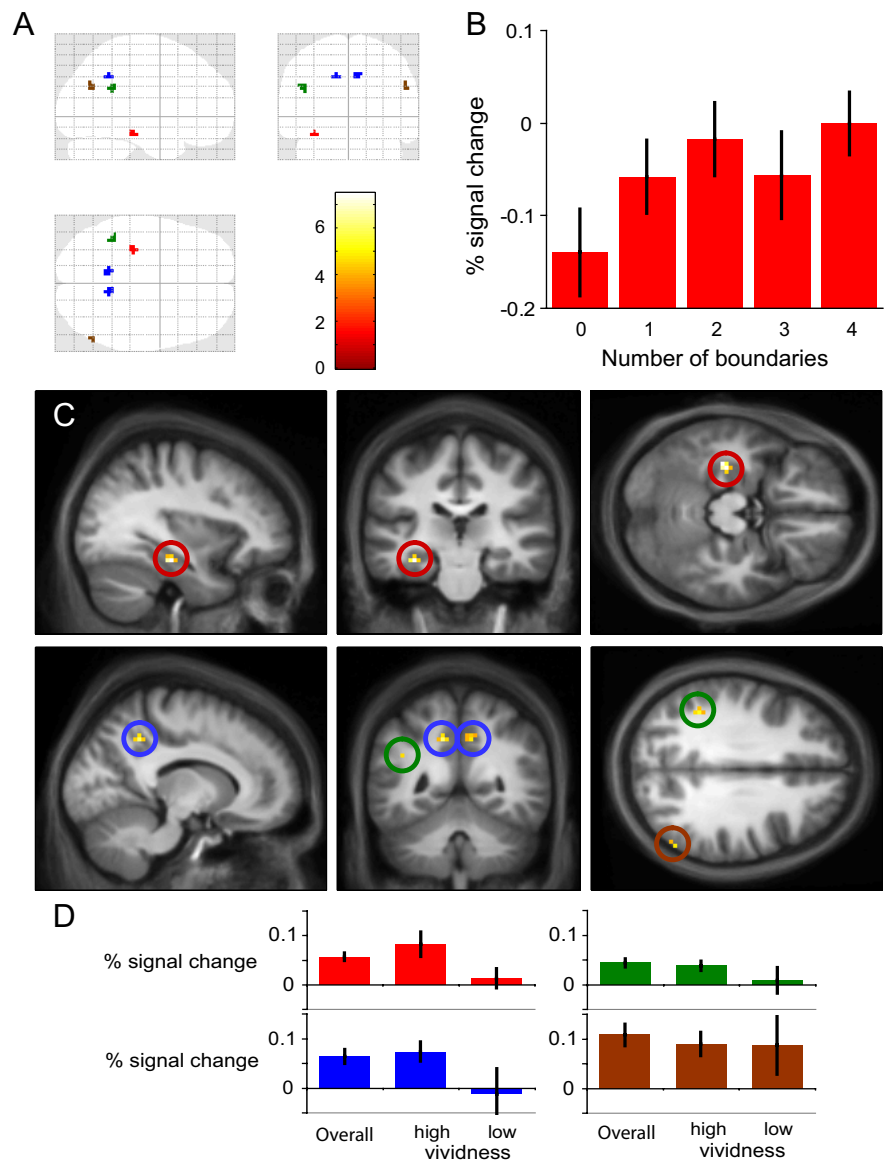 A
B
6
4
2
0
0.1
0
-0.1
-0.2
% signal change
0 1 2 3 4
Number of boundaries
C
D
% signal change
0.1
0
0.1
0
% signal change
0.1
0
0.1
0
Overall high low
vividness
Overall high low
vividness